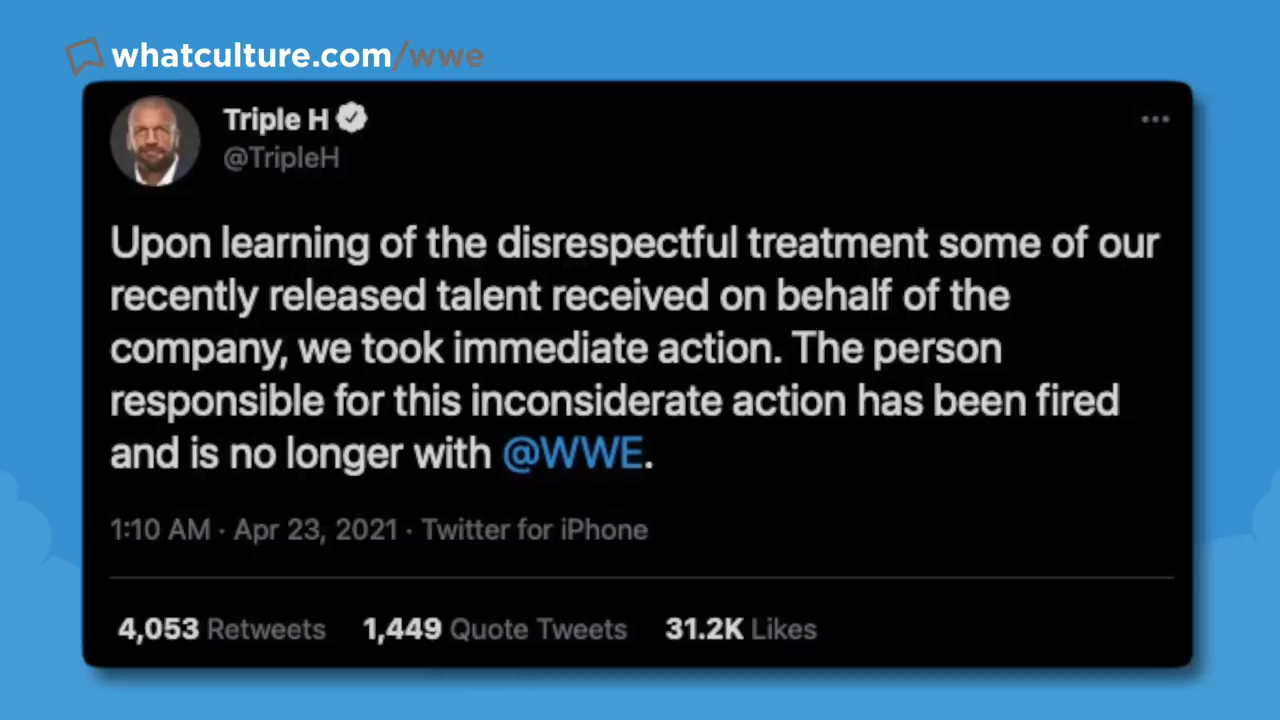 whatculture.com/wwe
Triple H
@TripleH
Upon learning of the disrespectful treatment some of our
recently released talent received on behalf of the
company, we took immediate action. The person
responsible for this inconsiderate action has been fired
and is no longer with @WWE.
1:10 AM · Apr 23, 2021 · Twitter for iPhone
4,053 Retweets 1,449 Quote Tweets 31.2K Likes